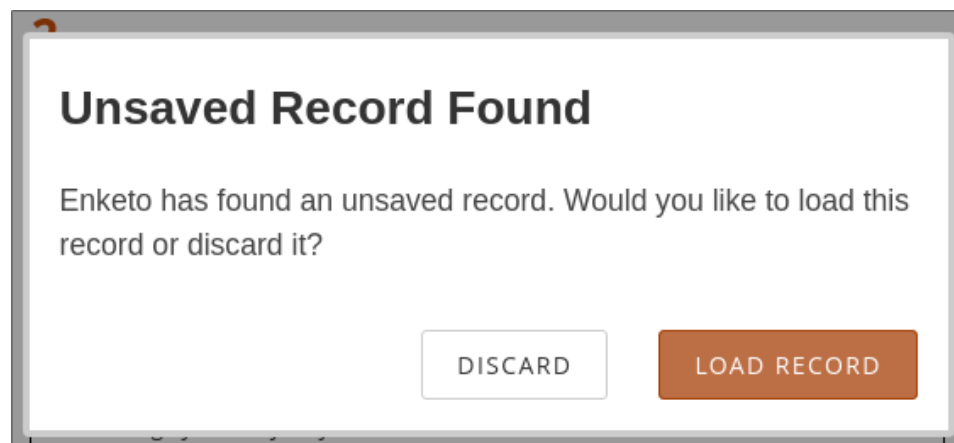 Unsaved Record Found
Enketo has found an unsaved record. Would you like to load this
record or discard it?
DISCARD
LOAD RECORD